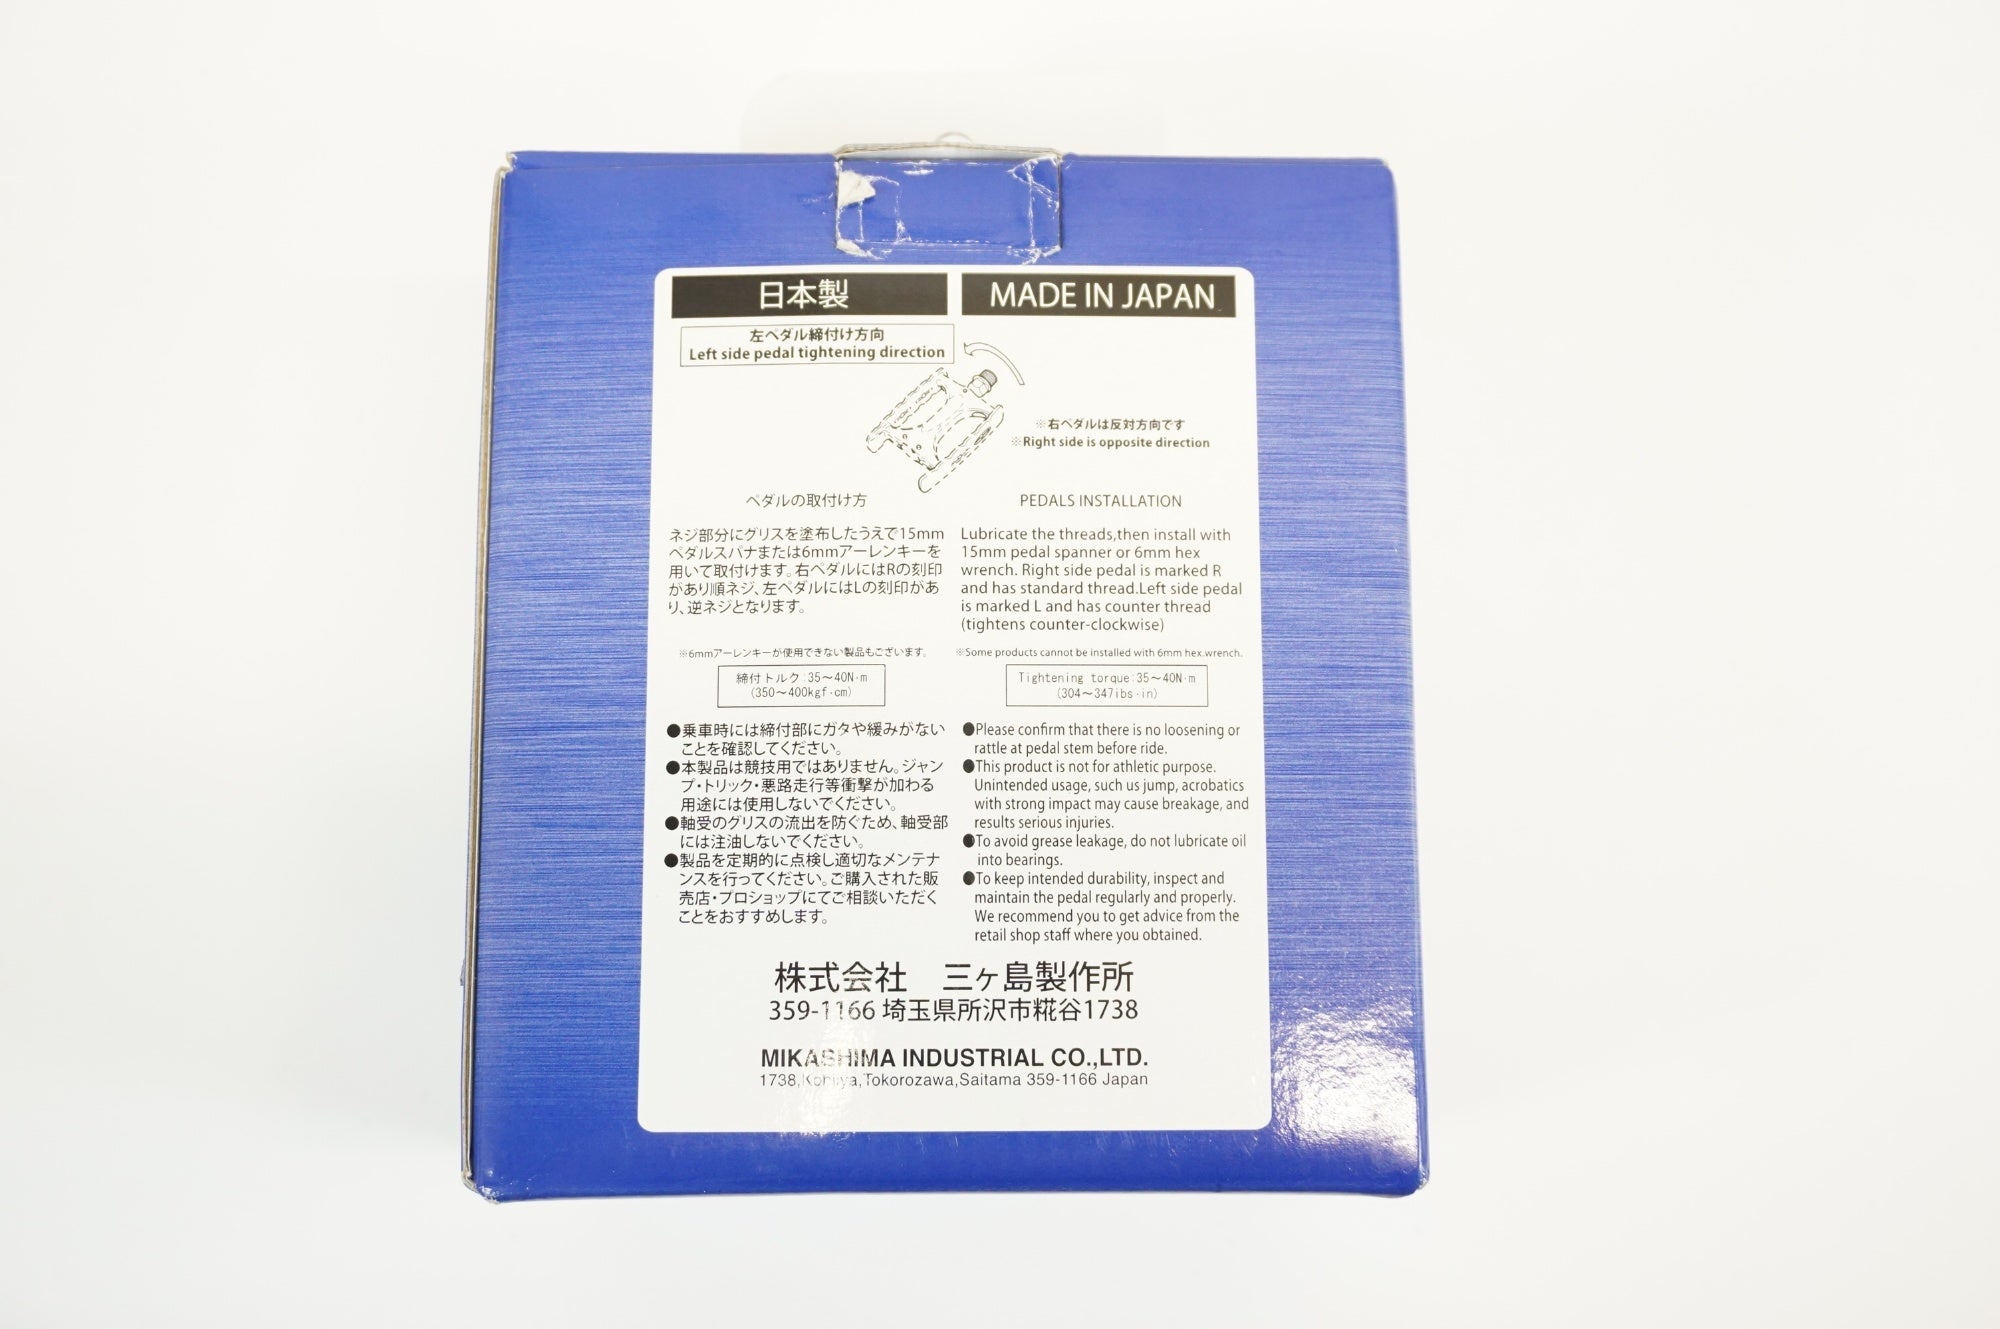 日本製
MADE IN JAPAN
左ペダル締付け方向
Left side pedal tightening direction
※右ペダルは反対方向です
※Right side is opposite direction
ペダルの取付け方
ネジ部分にグリスを塗布したうえで15mm
ペダルスパナまたは6mmアーレンキーを
用いて取付けます。右ペダルにはRの刻印
があり順ネジ、左ペダルにはLの刻印があ
り、逆ネジとなります。
※6mmアーレンキーが使用できない製品もございます。
締付トルク:35〜40N·m
(350〜400kgf·cm)
●乗車時には締付部にガタや緩みがない
ことを確認してください。
●本製品は競技用ではありません。ジャン
プ・トリック・悪路走行等衝撃が加わる
用途には使用しないでください。
●軸受のグリスの流出を防ぐため、軸受部
には注油しないでください。
●製品を定期的に点検し適切なメンテナ
ンスを行ってください。ご購入された販
売店・プロショップにてご相談いただく
ことをおすすめします。
PEDALS INSTALLATION
Lubricate the threads,then install with
15mm pedal spanner or 6mm hex
wrench. Right side pedal is marked R
and has standard thread.Left side pedal
is marked L and has counter thread
(tightens counter-clockwise)
※Some products cannot be installed with 6mm hex.wrench.
Tightening torque:35〜40N·m
(304〜347ibs·in)
●Please confirm that there is no loosening or
rattle at pedal stem before ride.
●This product is not for athletic purpose.
Unintended usage, such us jump, acrobatics
with strong impact may cause breakage, and
results serious injuries.
●To avoid grease leakage, do not lubricate oil
into bearings.
●To keep intended durability, inspect and
maintain the pedal regularly and properly.
We recommend you to get advice from the
retail shop staff where you obtained.
株式会社 三ヶ島製作所
359-1166 埼玉県所沢市糀谷1738
MIKASHIMA INDUSTRIAL CO.,LTD.
1738,Kojiya,Tokorozawa,Saitama 359-1166 Japan